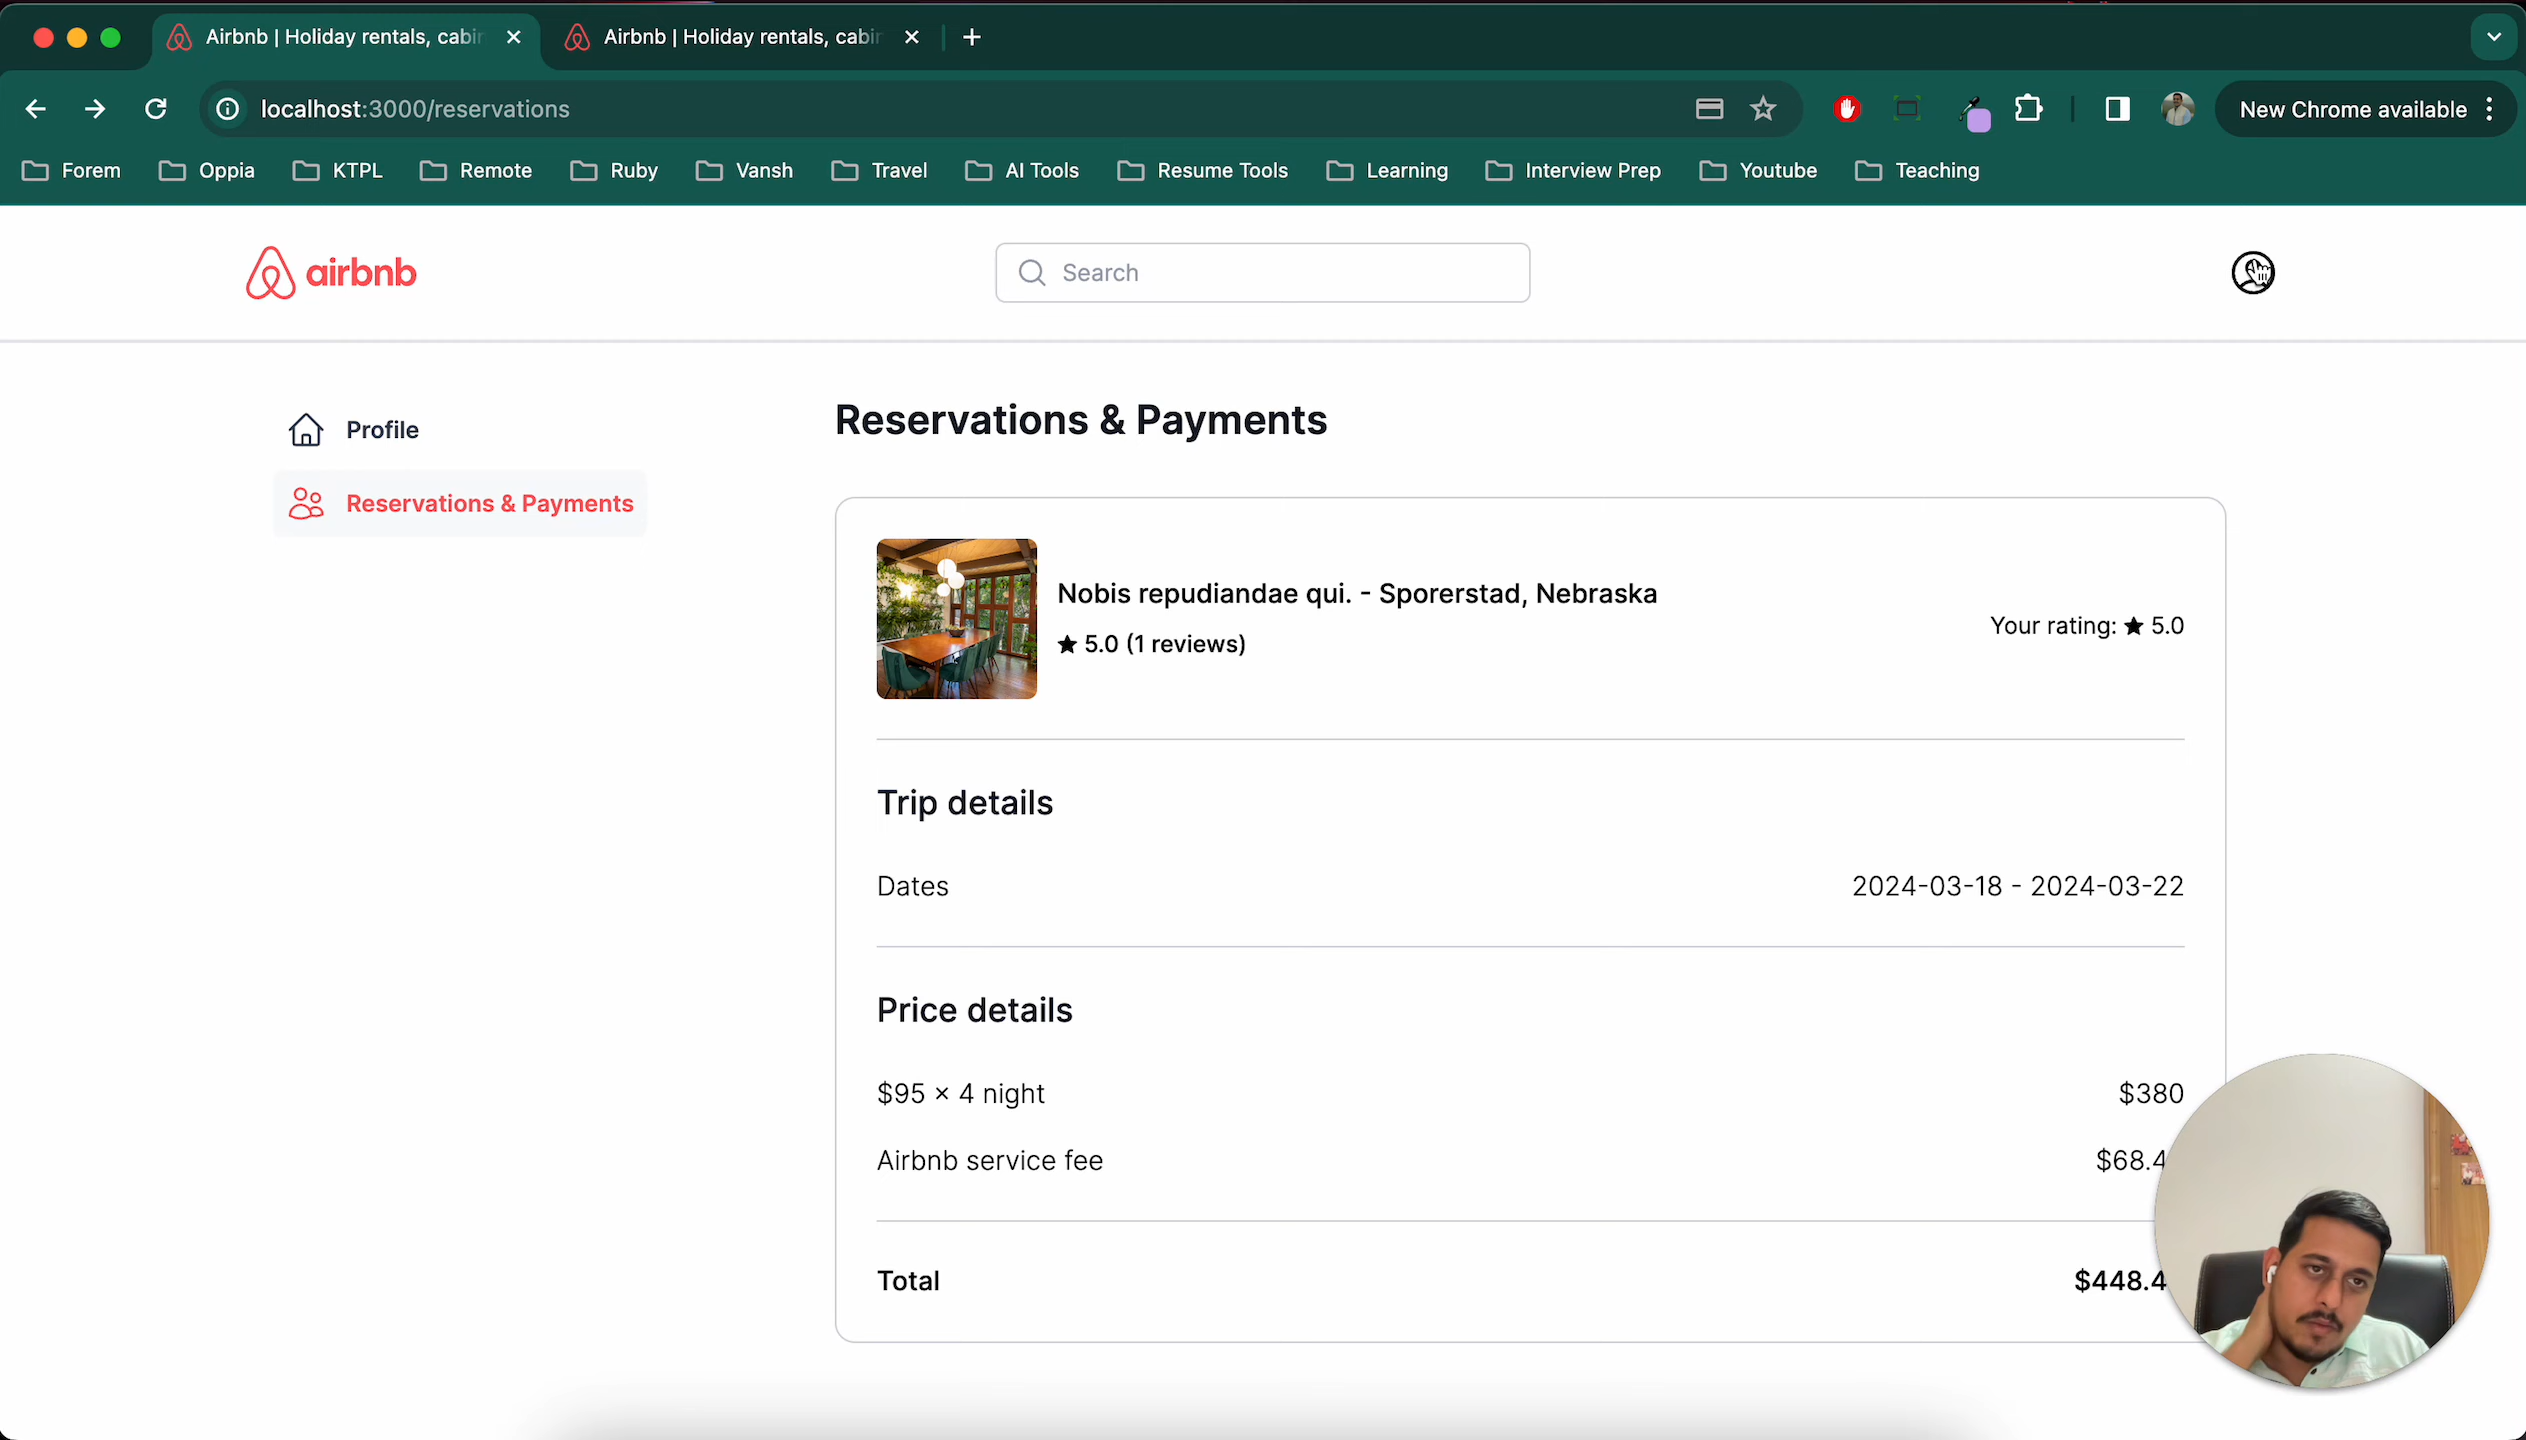 Airbnb | Holiday rentals, cabin
Airbnb | Holiday rentals, cabin
localhost:3000/reservations
New Chrome available
Forem Oppia KTPL Remote Ruby Vansh Travel AI Tools Resume Tools Learning Interview Prep Youtube Teaching
airbnb
Search
Profile
Reservations & Payments
Reservations & Payments
Nobis repudiandae qui. - Sporerstad, Nebraska
★ 5.0 (1 reviews)
Your rating: ★ 5.0
Trip details
Dates 2024-03-18 - 2024-03-22
Price details
$95 × 4 night $380
Airbnb service fee $68.4
Total $448.4